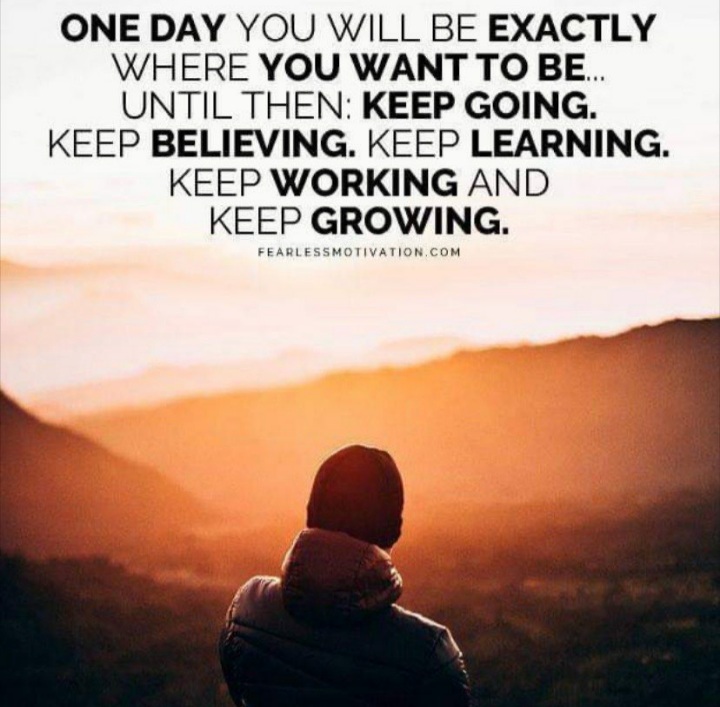 ONE DAY YOU WILL BE EXACTLY
WHERE YOU WANT TO BE...
UNTIL THEN: KEEP GOING.
KEEP BELIEVING. KEEP LEARNING.
KEEP WORKING AND
KEEP GROWING.
FEARLESSMOTIVATION.COM